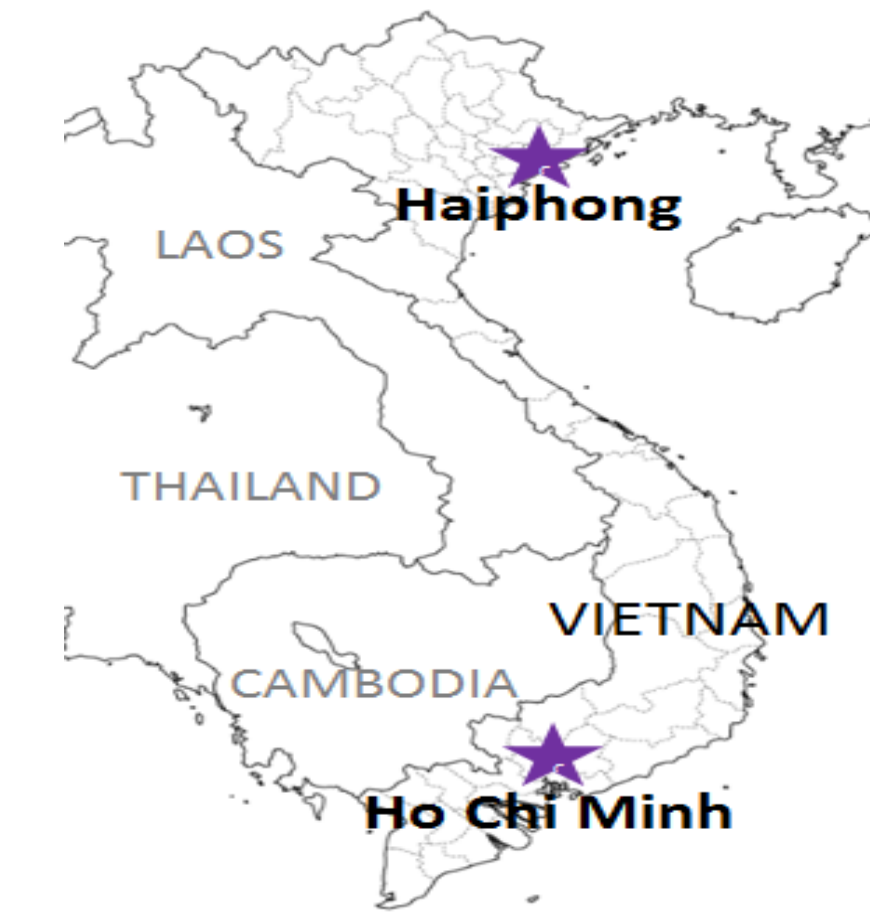 Haiphong
LAOS
THAILAND
VIETNAM
CAMBODIA
Ho Chi Minh